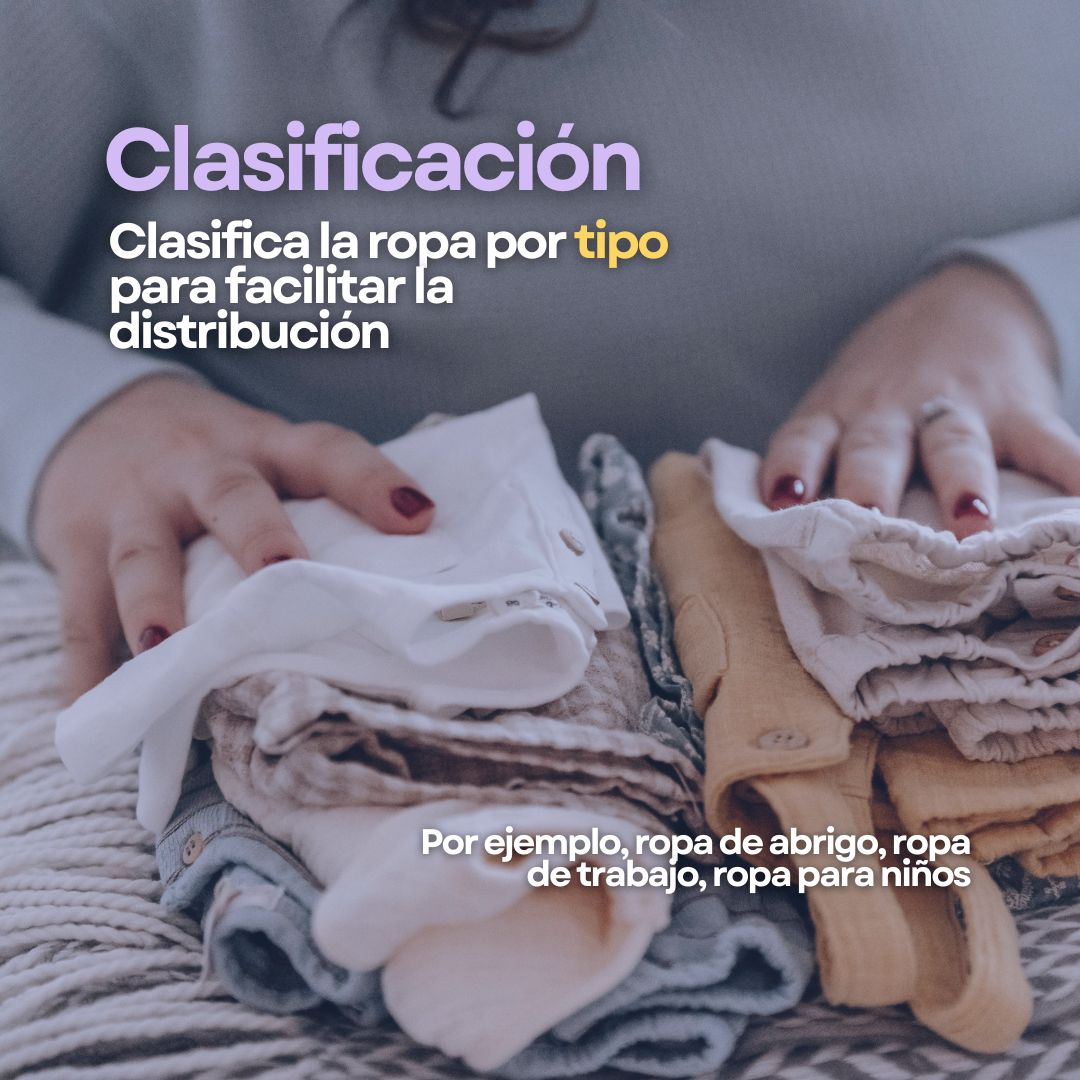 Clasificación
Clasifica la ropa por tipo
para facilitar la
distribución
Por ejemplo, ropa de abrigo, ropa
de trabajo, ropa para niños